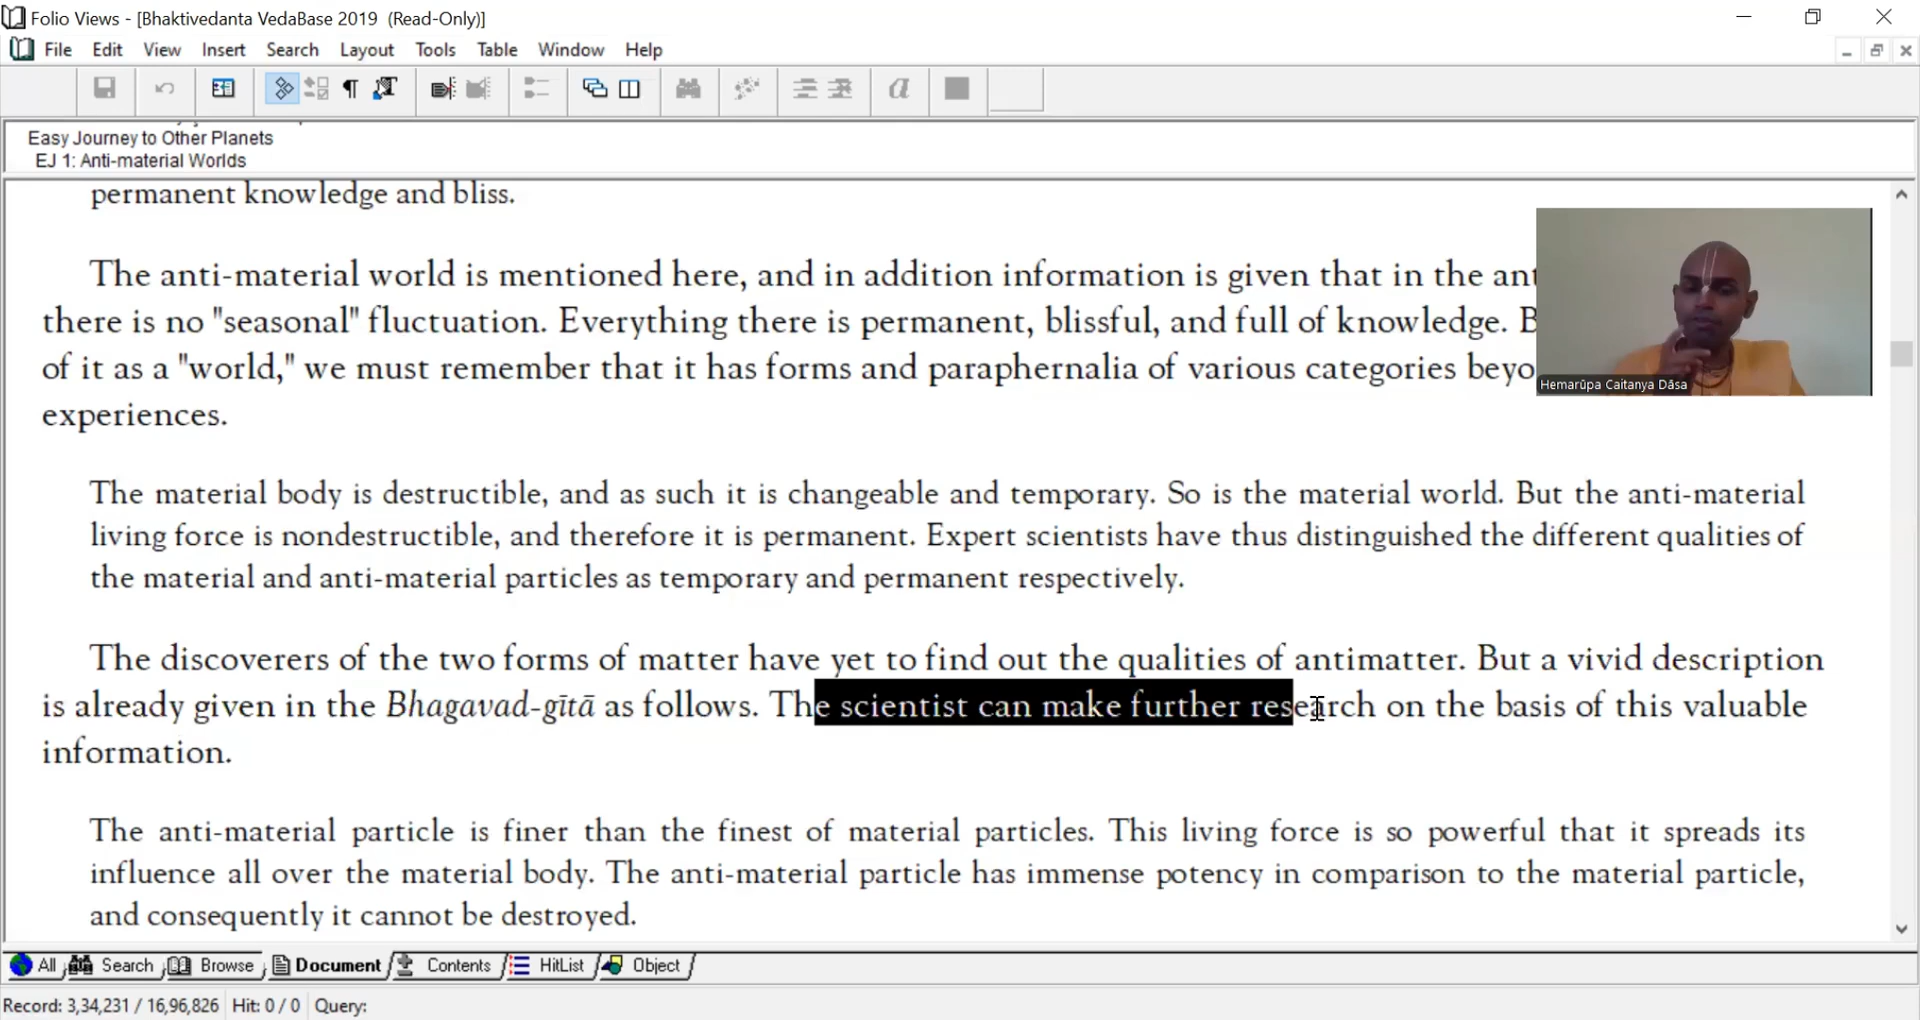 Folio Views - [Bhaktivedanta VedaBase 2019 (Read-Only)]
File Edit View Insert Search Layout Tools Table Window Help
Easy Journey to Other Planets
EJ 1: Anti-material Worlds
permanent knowledge and bliss.
The anti-material world is mentioned here, and in addition information is given that in the ant
there is no "seasonal" fluctuation. Everything there is permanent, blissful, and full of knowledge. B
of it as a "world," we must remember that it has forms and paraphernalia of various categories beyo
experiences.
Hemarūpa Caitanya Dāsa
The material body is destructible, and as such it is changeable and temporary. So is the material world. But the anti-material
living force is nondestructible, and therefore it is permanent. Expert scientists have thus distinguished the different qualities of
the material and anti-material particles as temporary and permanent respectively.
The discoverers of the two forms of matter have yet to find out the qualities of antimatter. But a vivid description
is already given in the Bhagavad-gītā as follows. The scientist can make further research on the basis of this valuable
information.
The anti-material particle is finer than the finest of material particles. This living force is so powerful that it spreads its
influence all over the material body. The anti-material particle has immense potency in comparison to the material particle,
and consequently it cannot be destroyed.
All Search Browse Document Contents HitList Object
Record: 3,34,231 / 16,96,826 Hit: 0 / 0 Query: